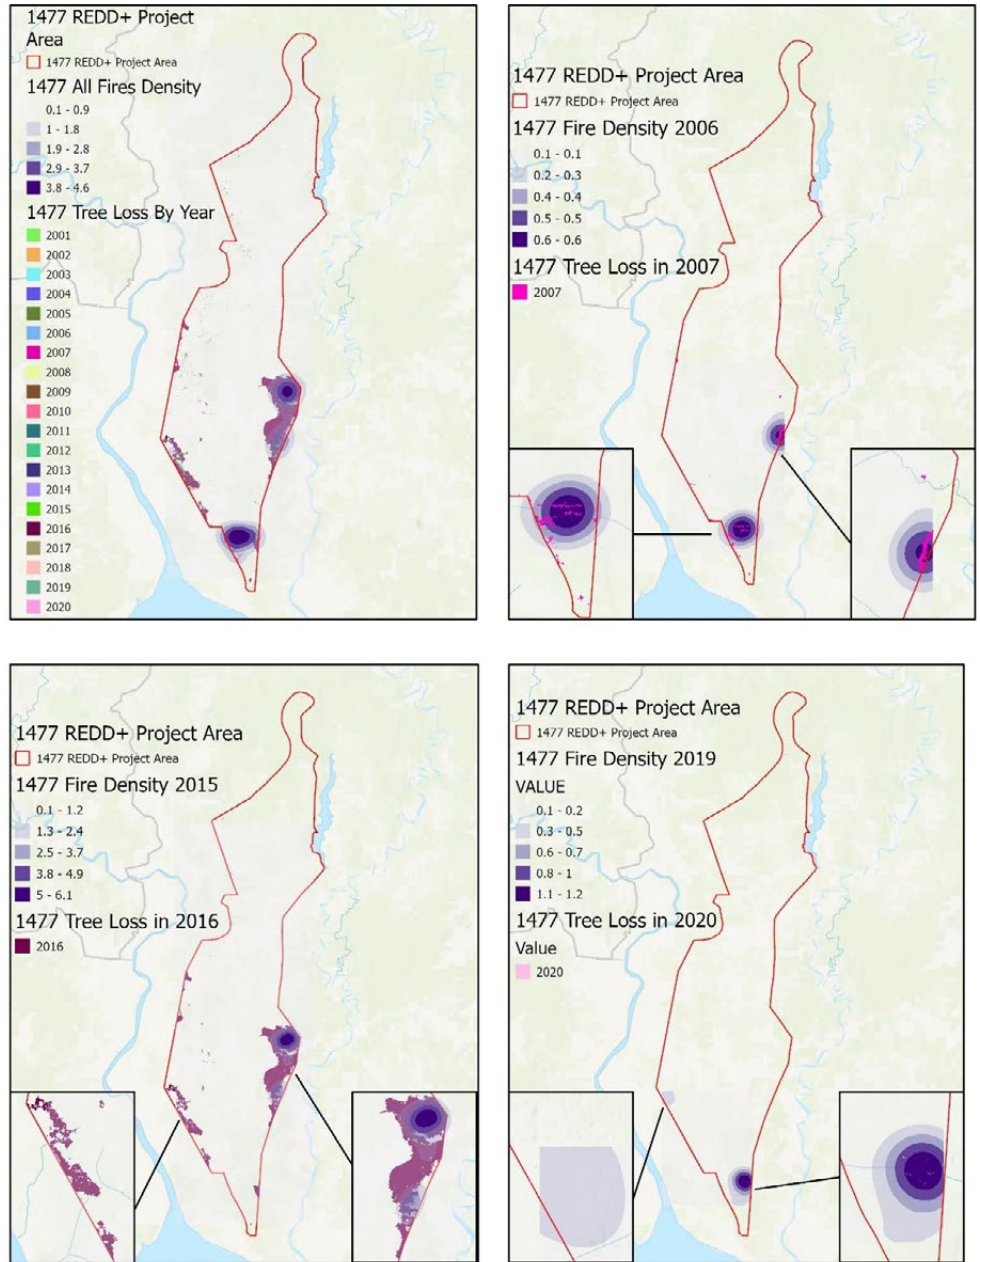 1477 REDD+ Project
Area
1477 REDD+ Project Area
1477 All Fires Density
0.1 - 0.9
1 - 1.8
1.9 - 2.8
2.9 - 3.7
3.8 - 4.6
1477 Tree Loss By Year
2001
2002
2003
2004
2005
2006
2007
2008
2009
2010
2011
2012
2013
2014
2015
2016
2017
2018
2019
2020
1477 REDD+ Project Area
1477 REDD+ Project Area
1477 Fire Density 2006
0.1 - 0.1
0.2 - 0.3
0.4 - 0.4
0.5 - 0.5
0.6 - 0.6
1477 Tree Loss in 2007
2007
1477 REDD+ Project Area
1477 REDD+ Project Area
1477 Fire Density 2015
0.1 - 1.2
1.3 - 2.4
2.5 - 3.7
3.8 - 4.9
5 - 6.1
1477 Tree Loss in 2016
2016
1477 REDD+ Project Area
1477 REDD+ Project Area
1477 Fire Density 2019
VALUE
0.1 - 0.2
0.3 - 0.5
0.6 - 0.7
0.8 - 1
1.1 - 1.2
1477 Tree Loss in 2020
Value
2020